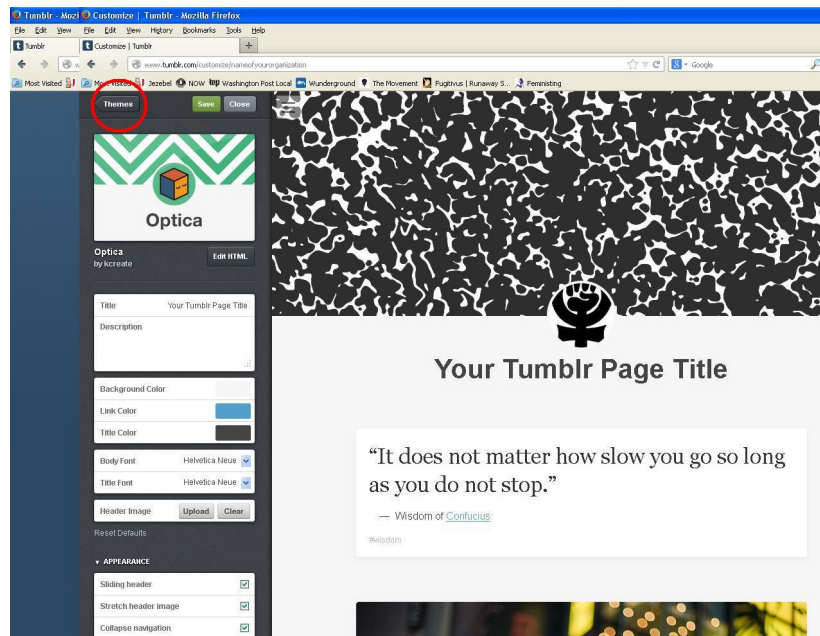 Tumblr - Mozi
Customize | Tumblr - Mozilla Firefox
File Edit View
File Edit View History Bookmarks Tools Help
Tumblr
Customize | Tumblr
+
www.tumblr.com/customize/nameofyourorganization
Google
Most Visited
Most Visited Jezebel NOW Washington Post Local Wunderground The Movement Fugitivus | Runaway S... Feministing
Themes Save Close
Optica
Optica
by kcreate
Edit HTML
Title Your Tumblr Page Title
Description
Background Color
Link Color
Title Color
Body Font Helvetica Neue
Title Font Helvetica Neue
Header Image Upload Clear
Reset Defaults
APPEARANCE
Sliding header
Stretch header image
Collapse navigation
Your Tumblr Page Title
“It does not matter how slow you go so long
as you do not stop.”
— Wisdom of Confucius
#wisdom